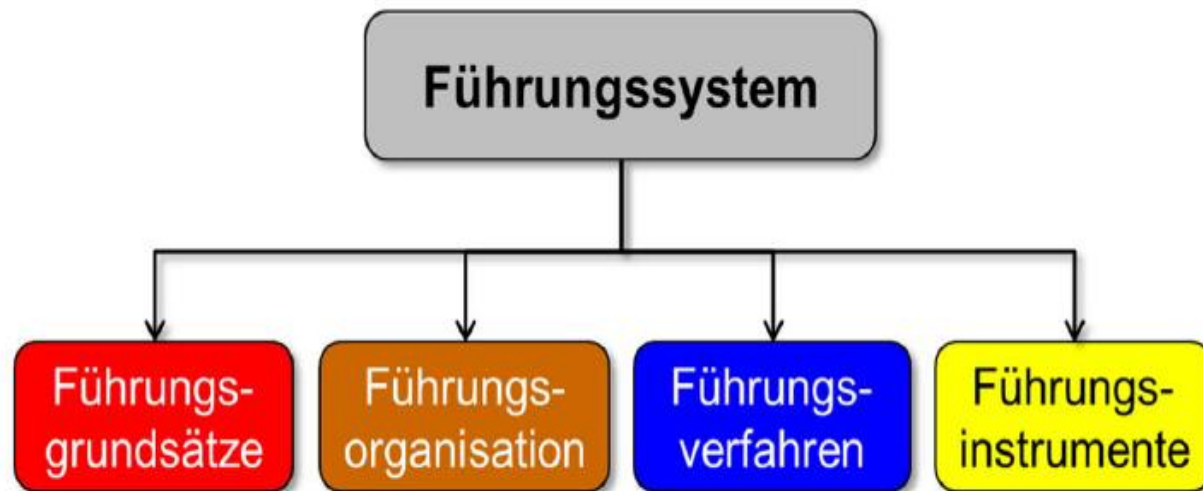 Führungssystem
Führungs-
grundsätze
Führungs-
organisation
Führungs-
verfahren
Führungs-
instrumente